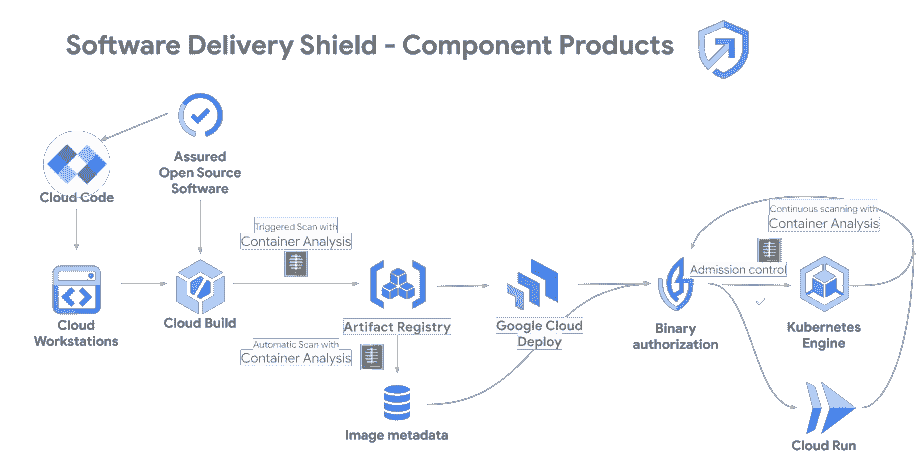 Software Delivery Shield - Component Products
Assured
Open Source
Software
Cloud Code
Triggered Scan with
Container Analysis
Continuous scanning with
Container Analysis
Admission control
Cloud
Workstations
Cloud Build
Artifact Registry
Google Cloud
Deploy
Binary
authorization
Kubernetes
Engine
Automatic Scan with
Container Analysis
Image metadata
Cloud Run